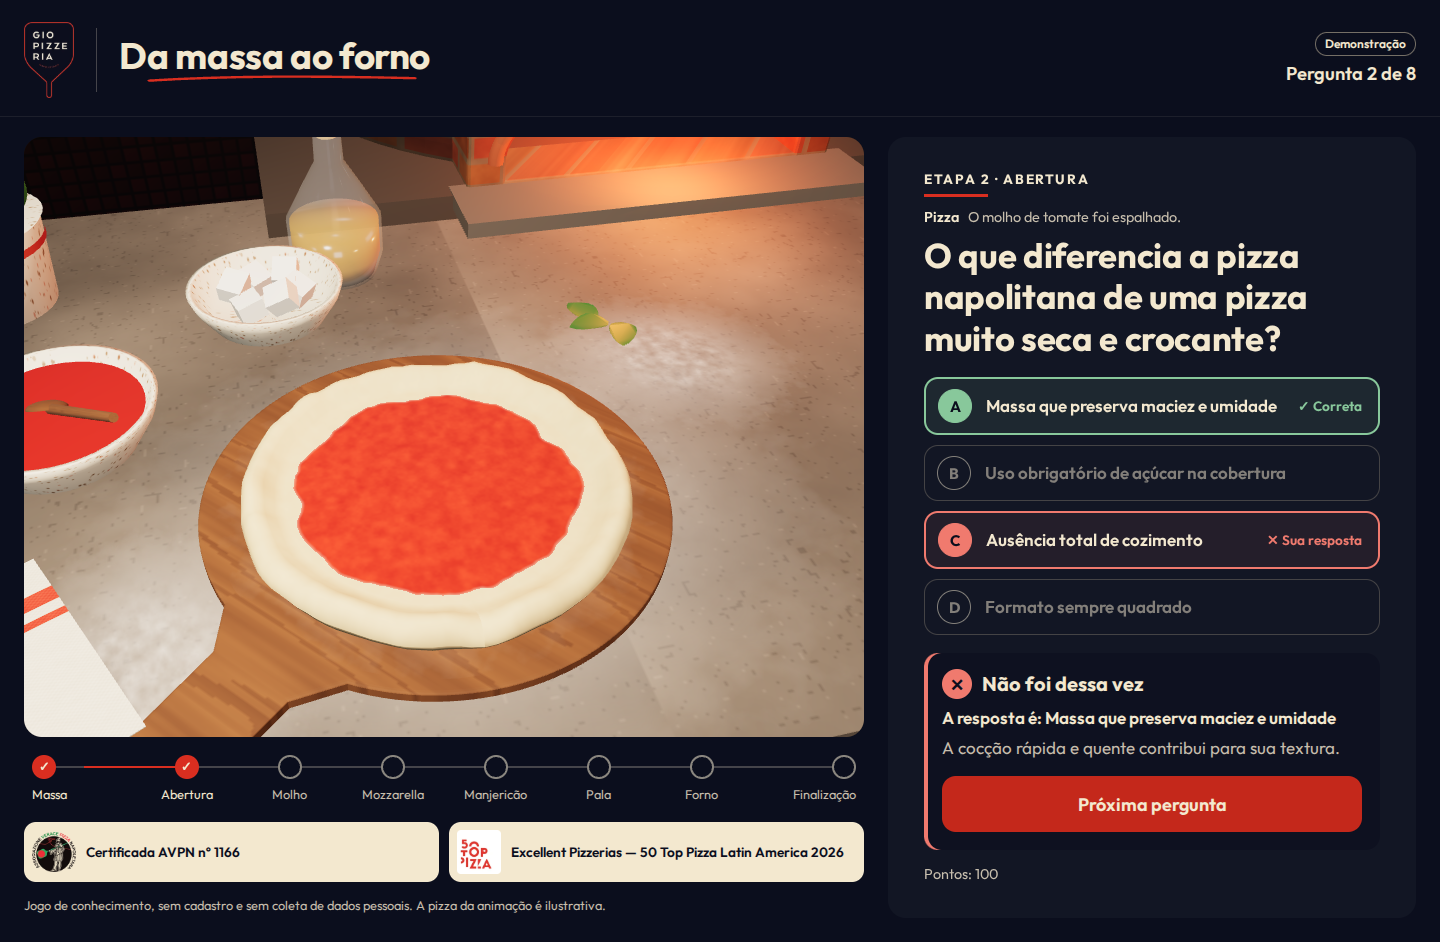 GIO
PIZZE
RIA
Da massa ao forno
Demonstração
Pergunta 2 de 8
ETAPA 2 · ABERTURA
Pizza O molho de tomate foi espalhado.
O que diferencia a pizza
napolitana de uma pizza
muito seca e crocante?
A Massa que preserva maciez e umidade ✓ Correta
B Uso obrigatório de açúcar na cobertura
C Ausência total de cozimento ✕ Sua resposta
D Formato sempre quadrado
✕ Não foi dessa vez
A resposta é: Massa que preserva maciez e umidade
A cocção rápida e quente contribui para sua textura.
Próxima pergunta
Pontos: 100
Massa Abertura Molho Mozzarella Manjericão Pala Forno Finalização
Certificada AVPN nº 1166
50
TOP
PIZZA
Excellent Pizzerias — 50 Top Pizza Latin America 2026
Jogo de conhecimento, sem cadastro e sem coleta de dados pessoais. A pizza da animação é ilustrativa.